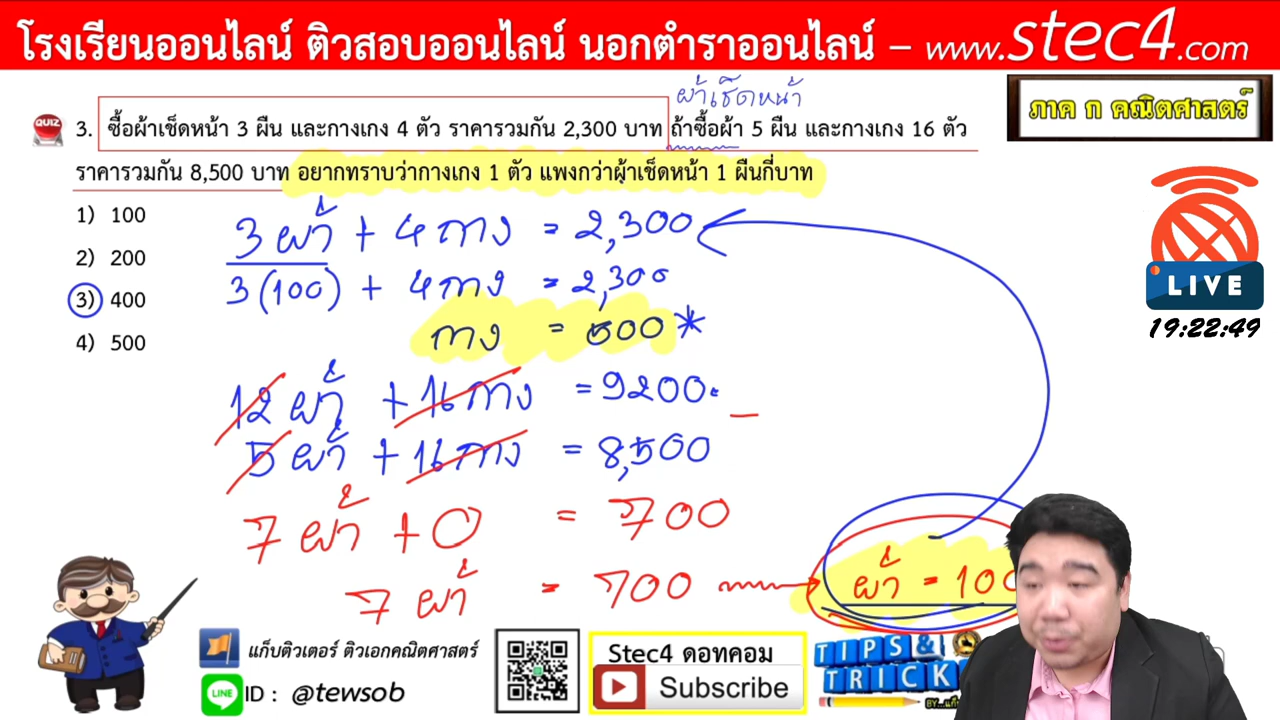 โรงเรียนออนไลน์ ติวสอบออนไลน์ นอกตำราออนไลน์ – www.stec4.com
ผ้าเช็ดหน้า
ภาค ก คณิตศาสตร์
QUIZ
3. ซื้อผ้าเช็ดหน้า 3 ผืน และกางเกง 4 ตัว ราคารวมกัน 2,300 บาท ถ้าซื้อผ้า 5 ผืน และกางเกง 16 ตัว
ราคารวมกัน 8,500 บาท อยากทราบว่ากางเกง 1 ตัว แพงกว่าผ้าเช็ดหน้า 1 ผืนกี่บาท
1) 100
2) 200
3) 400
4) 500
3 ผ้า + 4 กาง = 2,300
3 (100) + 4 กาง = 2,300
กาง = 500 *
12 ผ้า + 16 กาง = 9200
5 ผ้า + 16 กาง = 8,500
7 ผ้า + 0 = 700
7 ผ้า = 700
ผ้า = 100
LIVE
19:22:49
แก็บติวเตอร์ ติวเอกคณิตศาสตร์
LINE ID : @tewsob
Stec4 ดอทคอม
Subscribe
TIPS &
TRICK